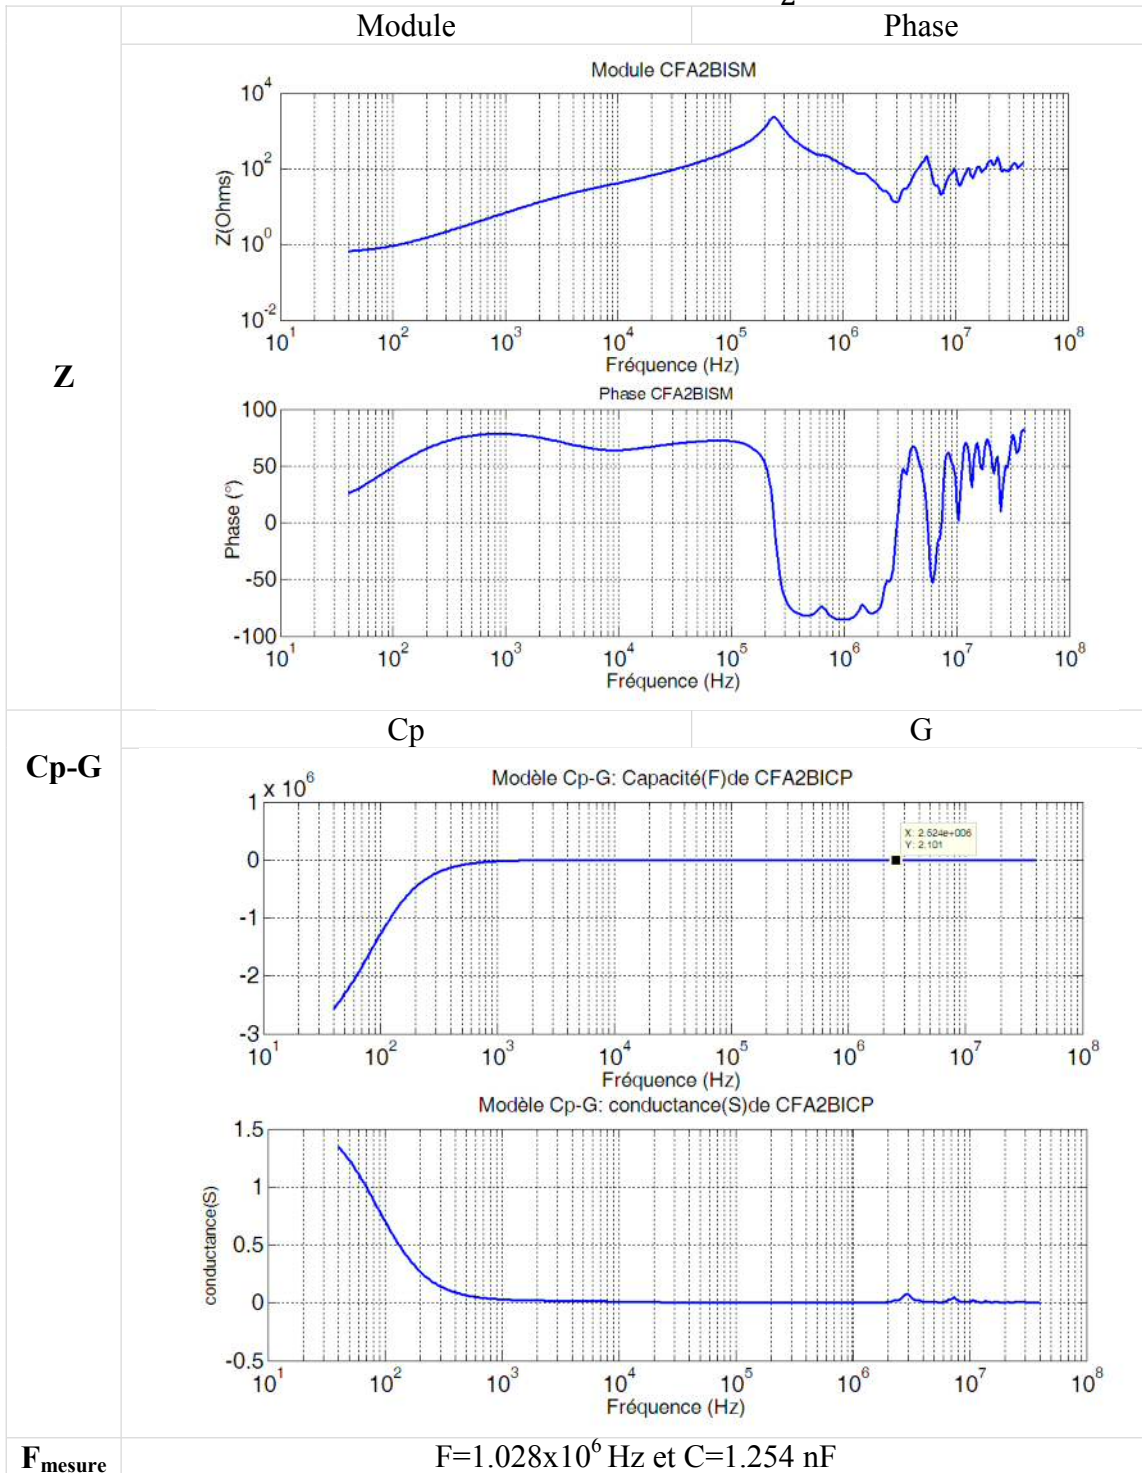 2
Module Phase
Z
Module CFA2BISM
Z(Ohms)
10^4
10^2
10^0
10^-2
10^1 10^2 10^3 10^4 10^5 10^6 10^7 10^8
Fréquence (Hz)
Phase CFA2BISM
Phase (°)
100
50
0
-50
-100
10^1 10^2 10^3 10^4 10^5 10^6 10^7 10^8
Fréquence (Hz)
Cp G
Cp-G
Modèle Cp-G: Capacité(F)de CFA2BICP
x 10^6
1
0
-1
-2
-3
X: 2.524e+006
Y: 2.101
10^1 10^2 10^3 10^4 10^5 10^6 10^7 10^8
Fréquence (Hz)
Modèle Cp-G: conductance(S)de CFA2BICP
conductance(S)
1.5
1
0.5
0
-0.5
10^1 10^2 10^3 10^4 10^5 10^6 10^7 10^8
Fréquence (Hz)
Fmesure F=1.028x10^6 Hz et C=1.254 nF